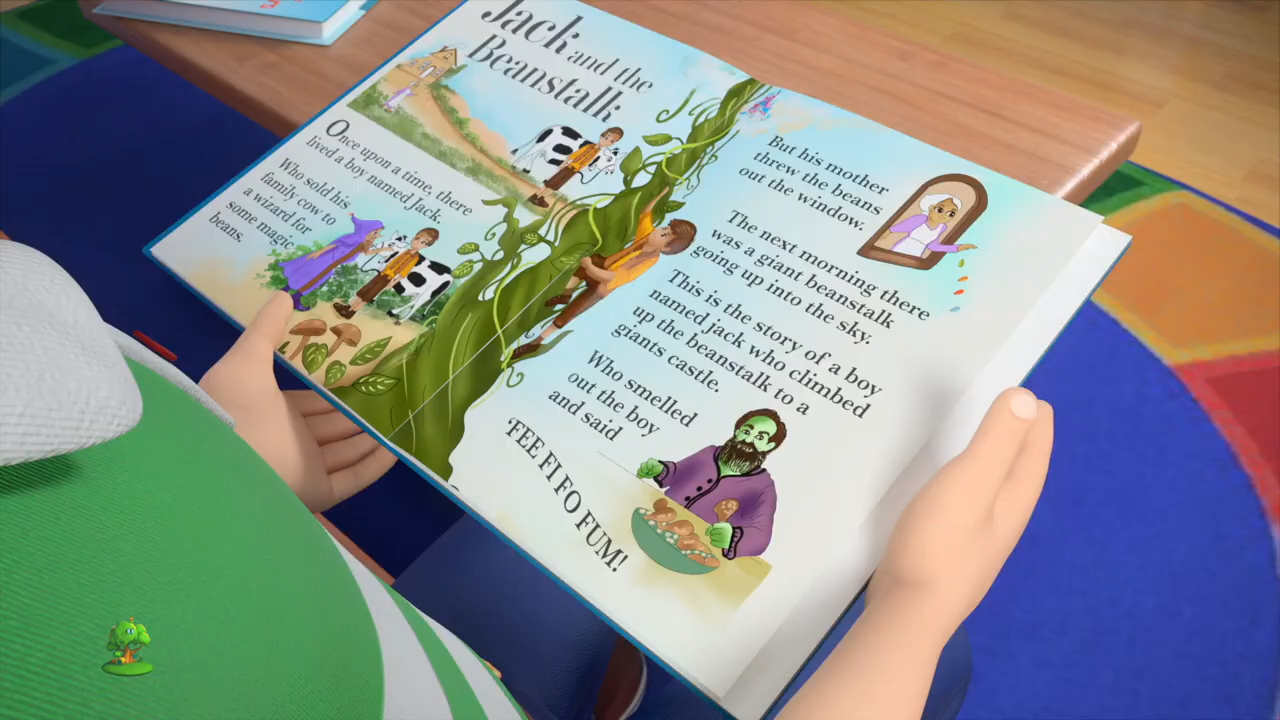 Jack and the
Beanstalk
Once upon a time, there
lived a boy named Jack,
Who sold his
family cow to
a wizard for
some magic
beans.
But his mother
threw the beans
out the window.
The next morning there
was a giant beanstalk
going up into the sky.
This is the story of a boy
named jack who climbed
up the beanstalk to a
giants castle.
Who smelled
out the boy
and said
'FEE FI FO FUM!